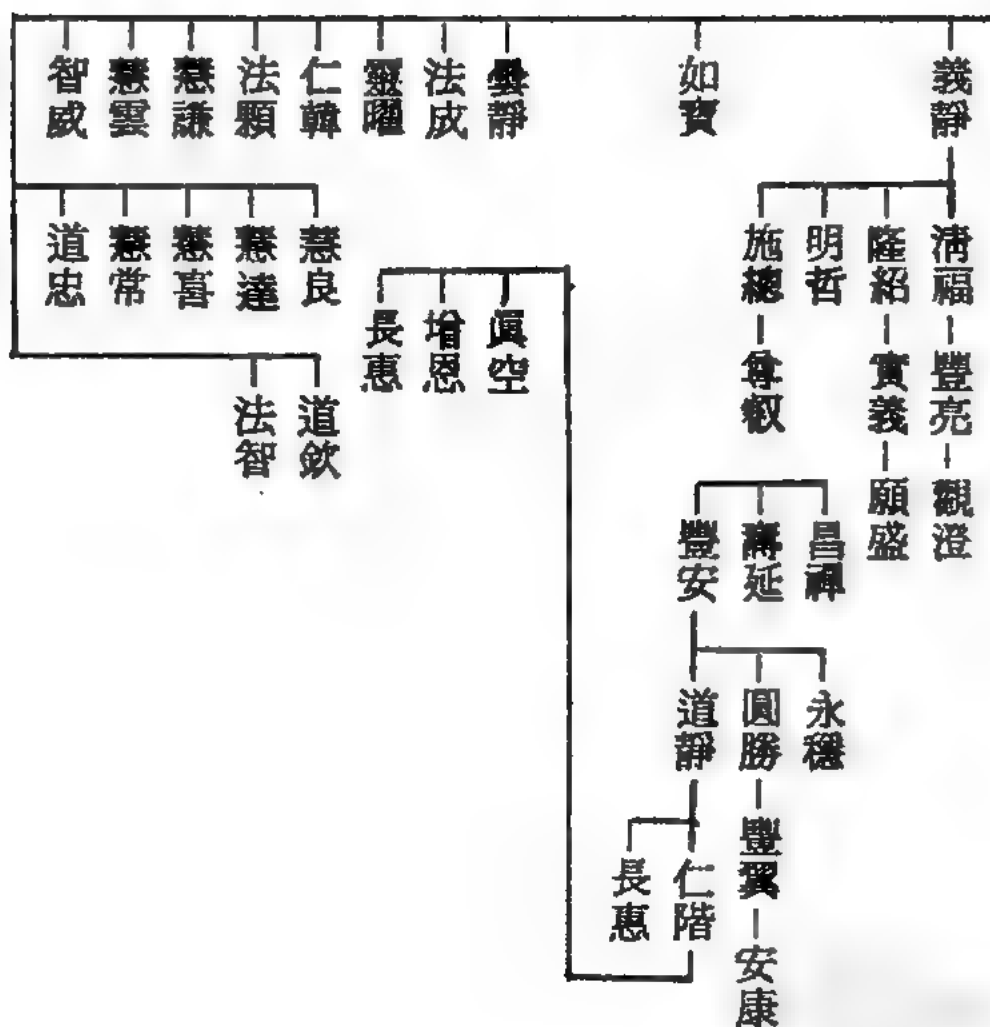 義靜
如寶
曇靜
法成
靈曜
仁韓
法顆
慧謙
慧雲
智威
淸福
豐亮
觀澄
隆紹
實義
願盛
明哲
施總
尊叡
昌禪
壽延
豐安
永穩
圓勝
豐翼
安康
道靜
仁階
長惠
眞空
增恩
長惠
慧良
慧達
慧喜
慧常
道忠
道欽
法智